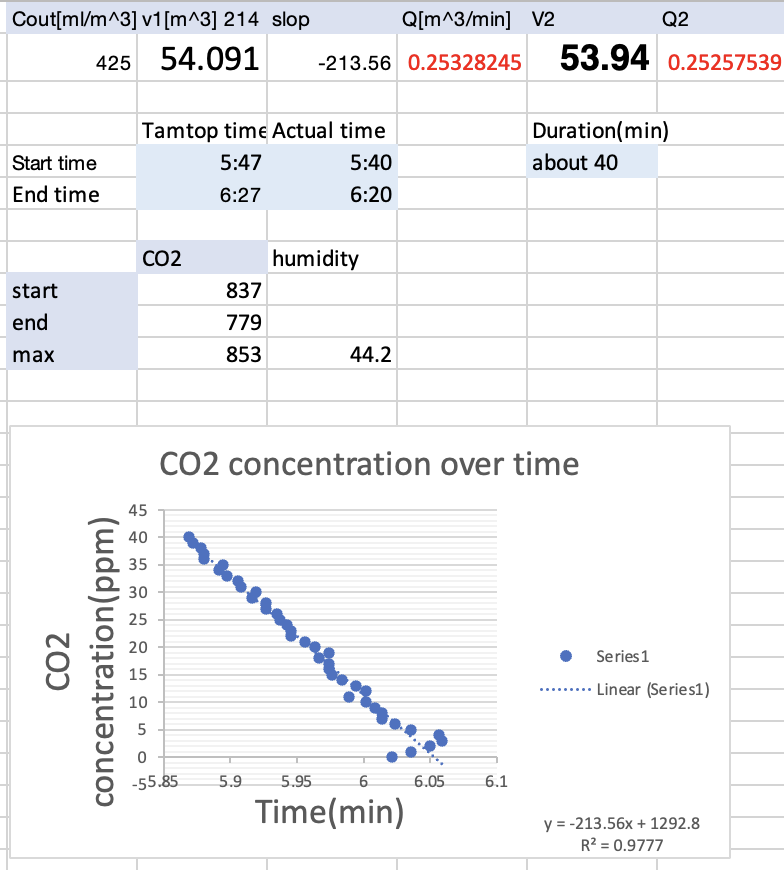 Cout[ml/m^3] v1[m^3] 214 slop Q[m^3/min] V2 Q2
425 54.091 -213.56 0.25328245 53.94 0.25257539
Tamtop time Actual time Duration(min)
Start time 5:47 5:40 about 40
End time 6:27 6:20
CO2 humidity
start 837
end 779
max 853 44.2
CO2 concentration over time
CO2
concentration(ppm)
45
40
35
30
25
20
15
10
5
0
-5
5.85 5.9 5.95 6 6.05 6.1
Time(min)
Series1
Linear (Series1)
y = -213.56x + 1292.8
R² = 0.9777